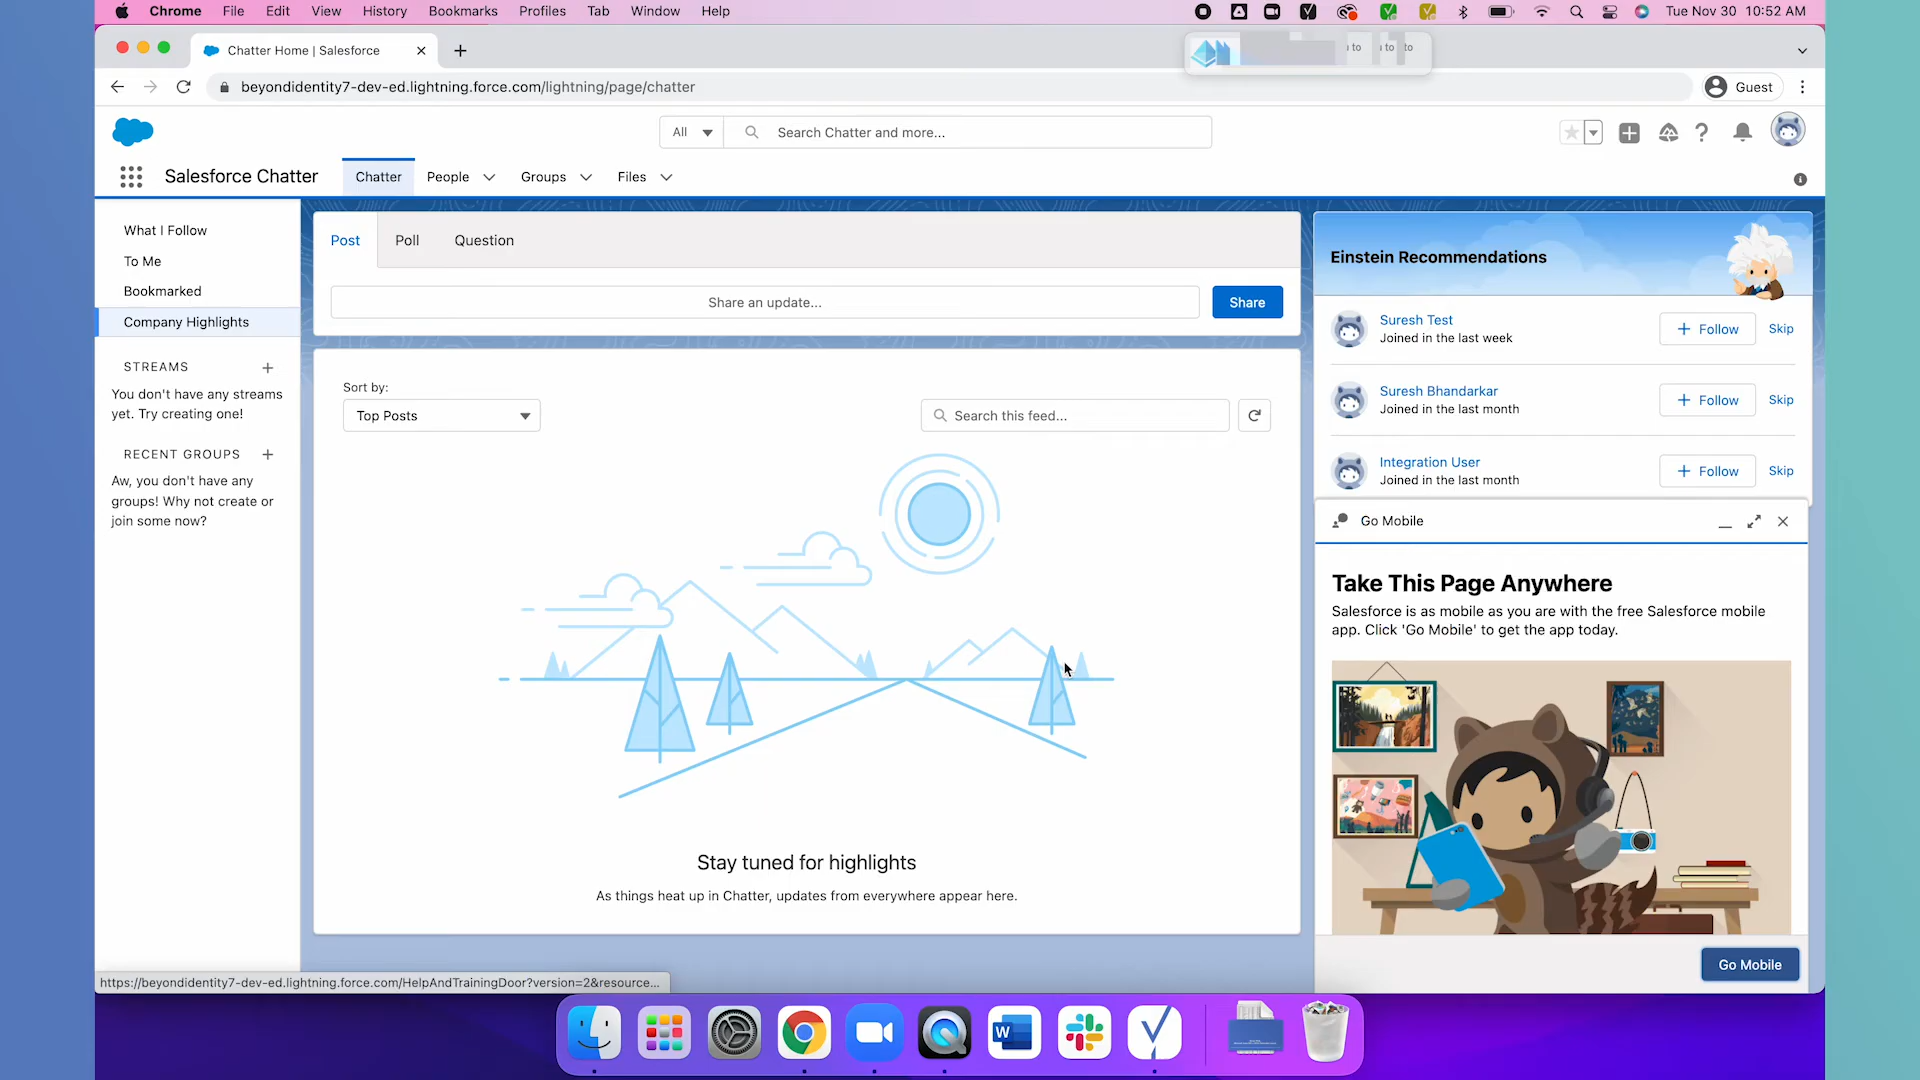 Chrome File Edit View History Bookmarks Profiles Tab Window Help Tue Nov 30 10:52 AM
Chatter Home | Salesforce
to to to
beyondidentity7-dev-ed.lightning.force.com/lightning/page/chatter Guest
All Search Chatter and more...
Salesforce Chatter Chatter People Groups Files
What I Follow
To Me
Bookmarked
Company Highlights
STREAMS
You don't have any streams
yet. Try creating one!
RECENT GROUPS
Aw, you don't have any
groups! Why not create or
join some now?
Post Poll Question
Share an update... Share
Sort by:
Top Posts Search this feed...
Stay tuned for highlights
As things heat up in Chatter, updates from everywhere appear here.
Einstein Recommendations
Suresh Test
Joined in the last week
Follow Skip
Suresh Bhandarkar
Joined in the last month
Follow Skip
Integration User
Joined in the last month
Follow Skip
Go Mobile
Take This Page Anywhere
Salesforce is as mobile as you are with the free Salesforce mobile
app. Click 'Go Mobile' to get the app today.
Go Mobile
https://beyondidentity7-dev-ed.lightning.force.com/HelpAndTrainingDoor?version=2&resource...
W